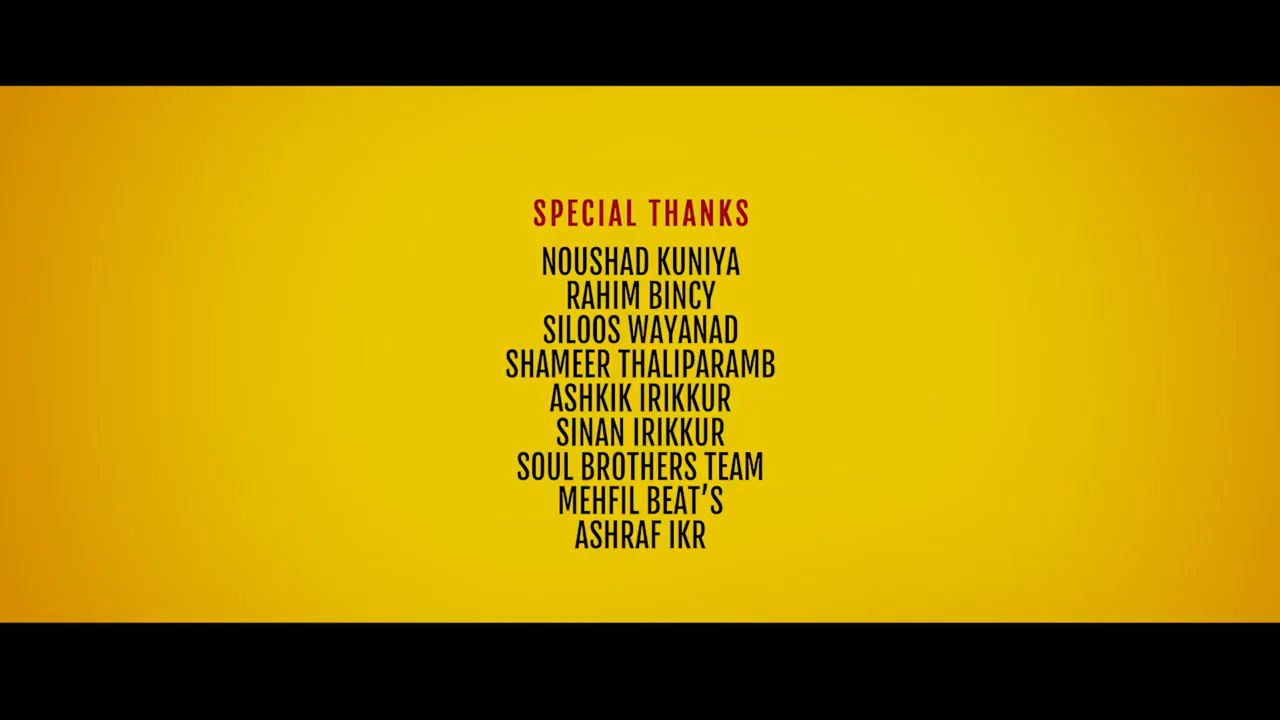 SPECIAL THANKS
NOUSHAD KUNIYA
RAHIM BINCY
SILOOS WAYANAD
SHAMEER THALIPARAMB
ASHKIK IRIKKUR
SINAN IRIKKUR
SOUL BROTHERS TEAM
MEHFIL BEAT'S
ASHRAF IKR